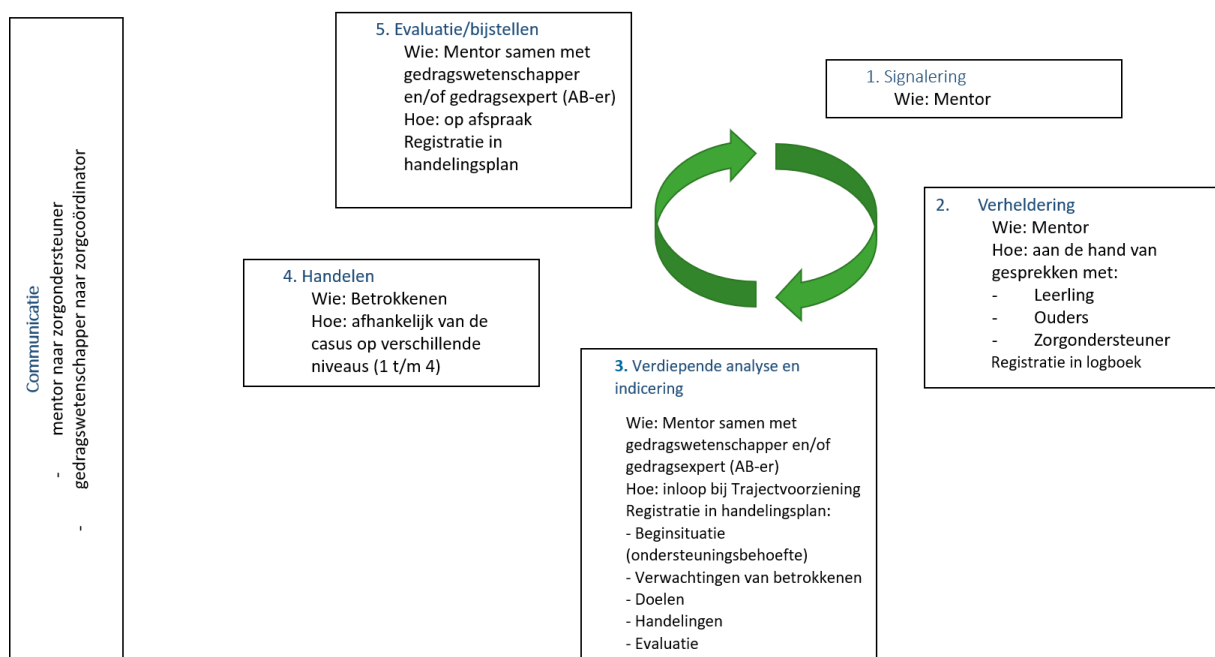 Communicatie
- mentor naar zorgondersteuner
- gedragswetenschapper naar zorgcoördinator
5. Evaluatie/bijstellen
Wie: Mentor samen met
gedragswetenschapper
en/of gedragsexpert (AB-er)
Hoe: op afspraak
Registratie in
handelingsplan
1. Signalering
Wie: Mentor
2. Verheldering
Wie: Mentor
Hoe: aan de hand van
gesprekken met:
- Leerling
- Ouders
- Zorgondersteuner
Registratie in logboek
4. Handelen
Wie: Betrokkenen
Hoe: afhankelijk van de
casus op verschillende
niveaus (1 t/m 4)
3. Verdiepende analyse en
indicering
Wie: Mentor samen met
gedragswetenschapper en/of
gedragsexpert (AB-er)
Hoe: inloop bij Trajectvoorziening
Registratie in handelingsplan:
- Beginsituatie
(ondersteuningsbehoefte)
- Verwachtingen van betrokkenen
- Doelen
- Handelingen
- Evaluatie